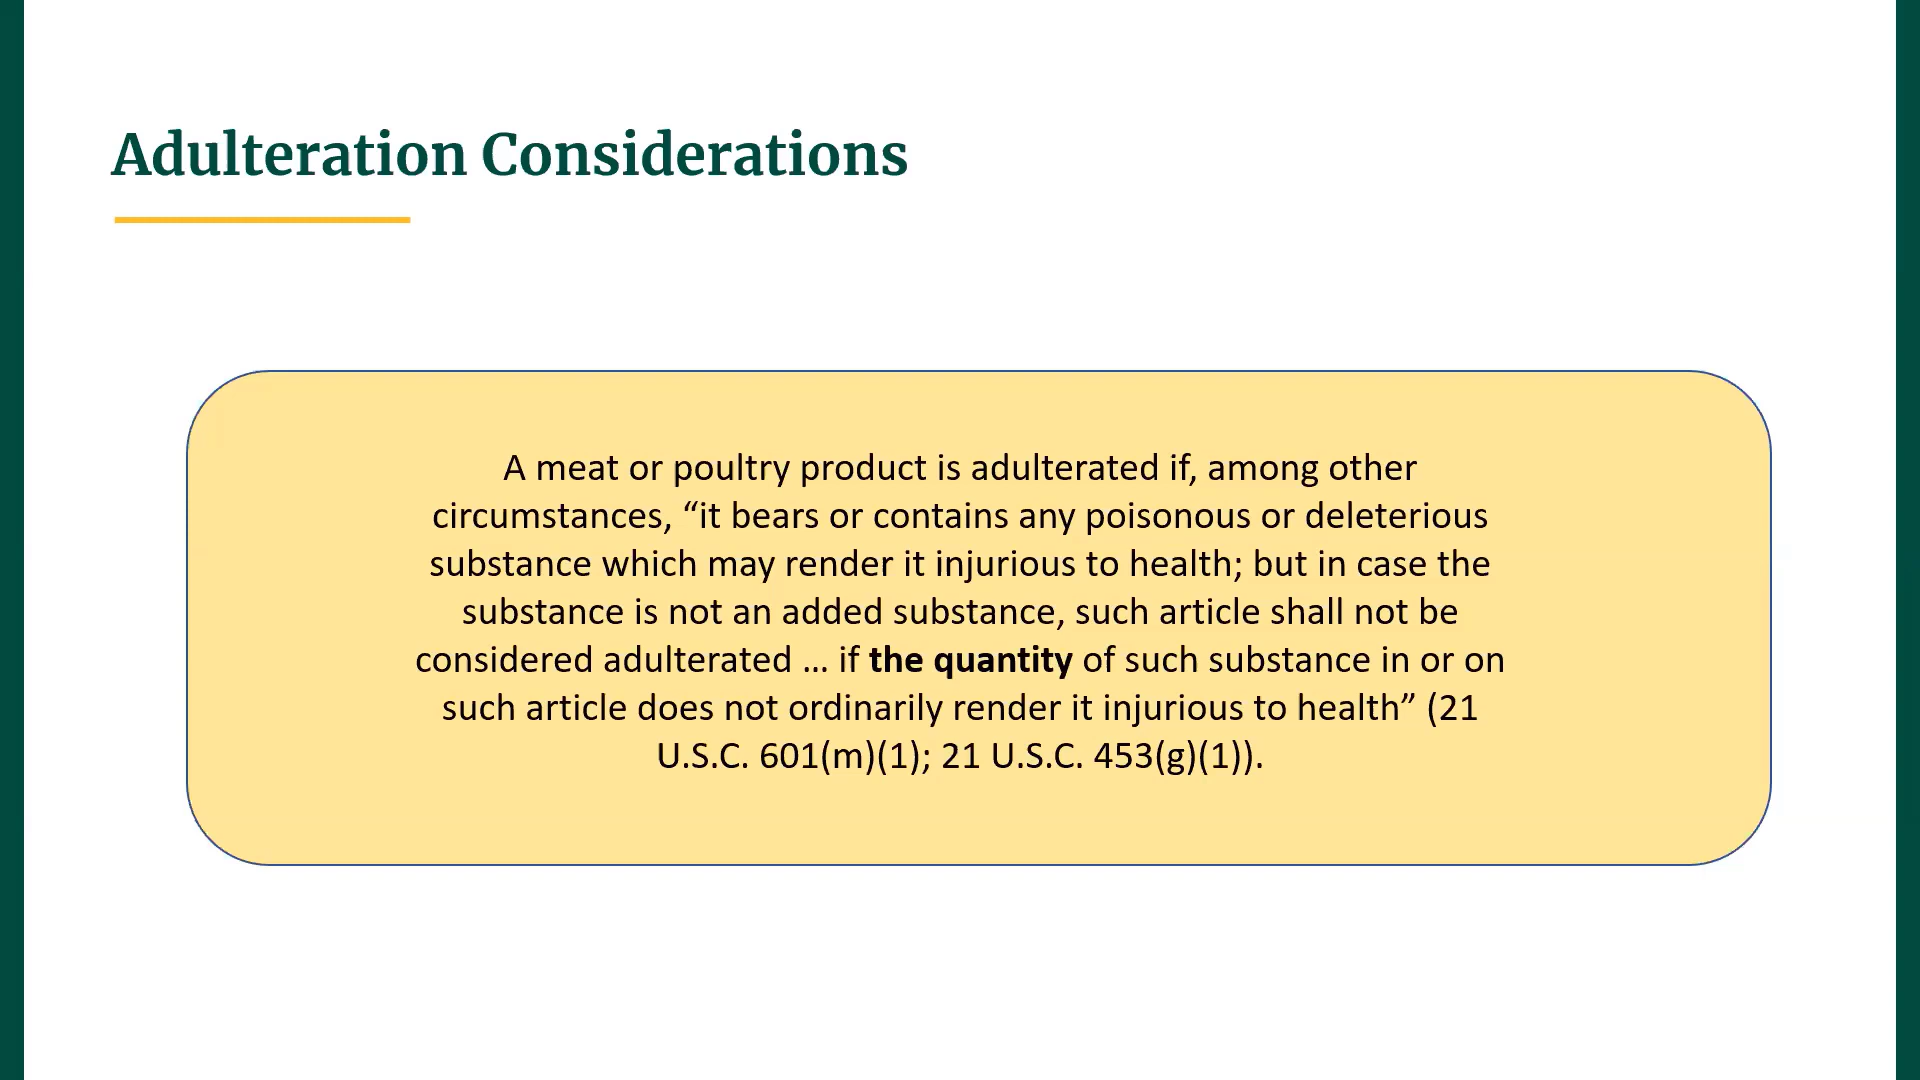 Adulteration Considerations
A meat or poultry product is adulterated if, among other
circumstances, “it bears or contains any poisonous or deleterious
substance which may render it injurious to health; but in case the
substance is not an added substance, such article shall not be
considered adulterated … if the quantity of such substance in or on
such article does not ordinarily render it injurious to health” (21
U.S.C. 601(m)(1); 21 U.S.C. 453(g)(1)).